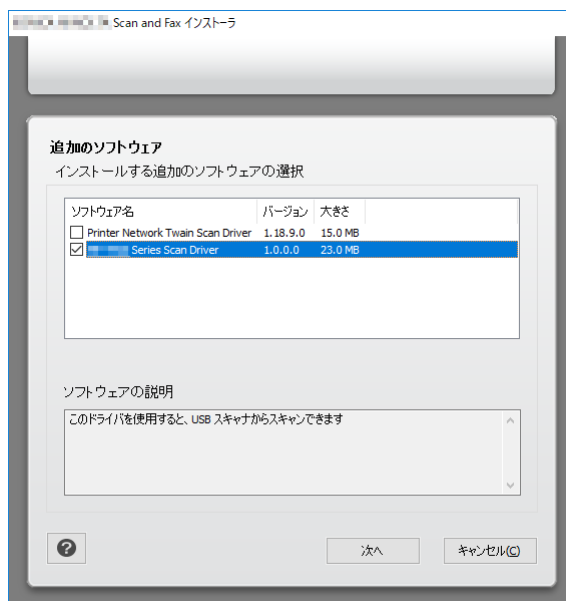 Scan and Fax インストーラ
追加のソフトウェア
インストールする追加のソフトウェアの選択
ソフトウェア名 バージョン 大きさ
Printer Network Twain Scan Driver 1.18.9.0 15.0 MB
Series Scan Driver 1.0.0.0 23.0 MB
ソフトウェアの説明
このドライバを使用すると、USB スキャナからスキャンできます
?
次へ
キャンセル(C)